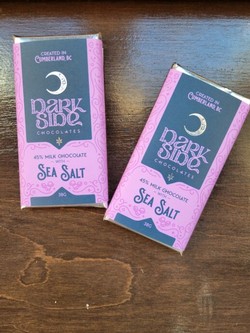 CREATED IN
CUMBERLAND, BC
DARK
SIDE
CHOCOLATES
45% MILK CHOCOLATE
WITH
SEA SALT
CREATED IN
CUMBERLAND, BC
DARK
SIDE
CHOCOLATES
45% MILK CHOCOLATE
WITH
SEA SALT